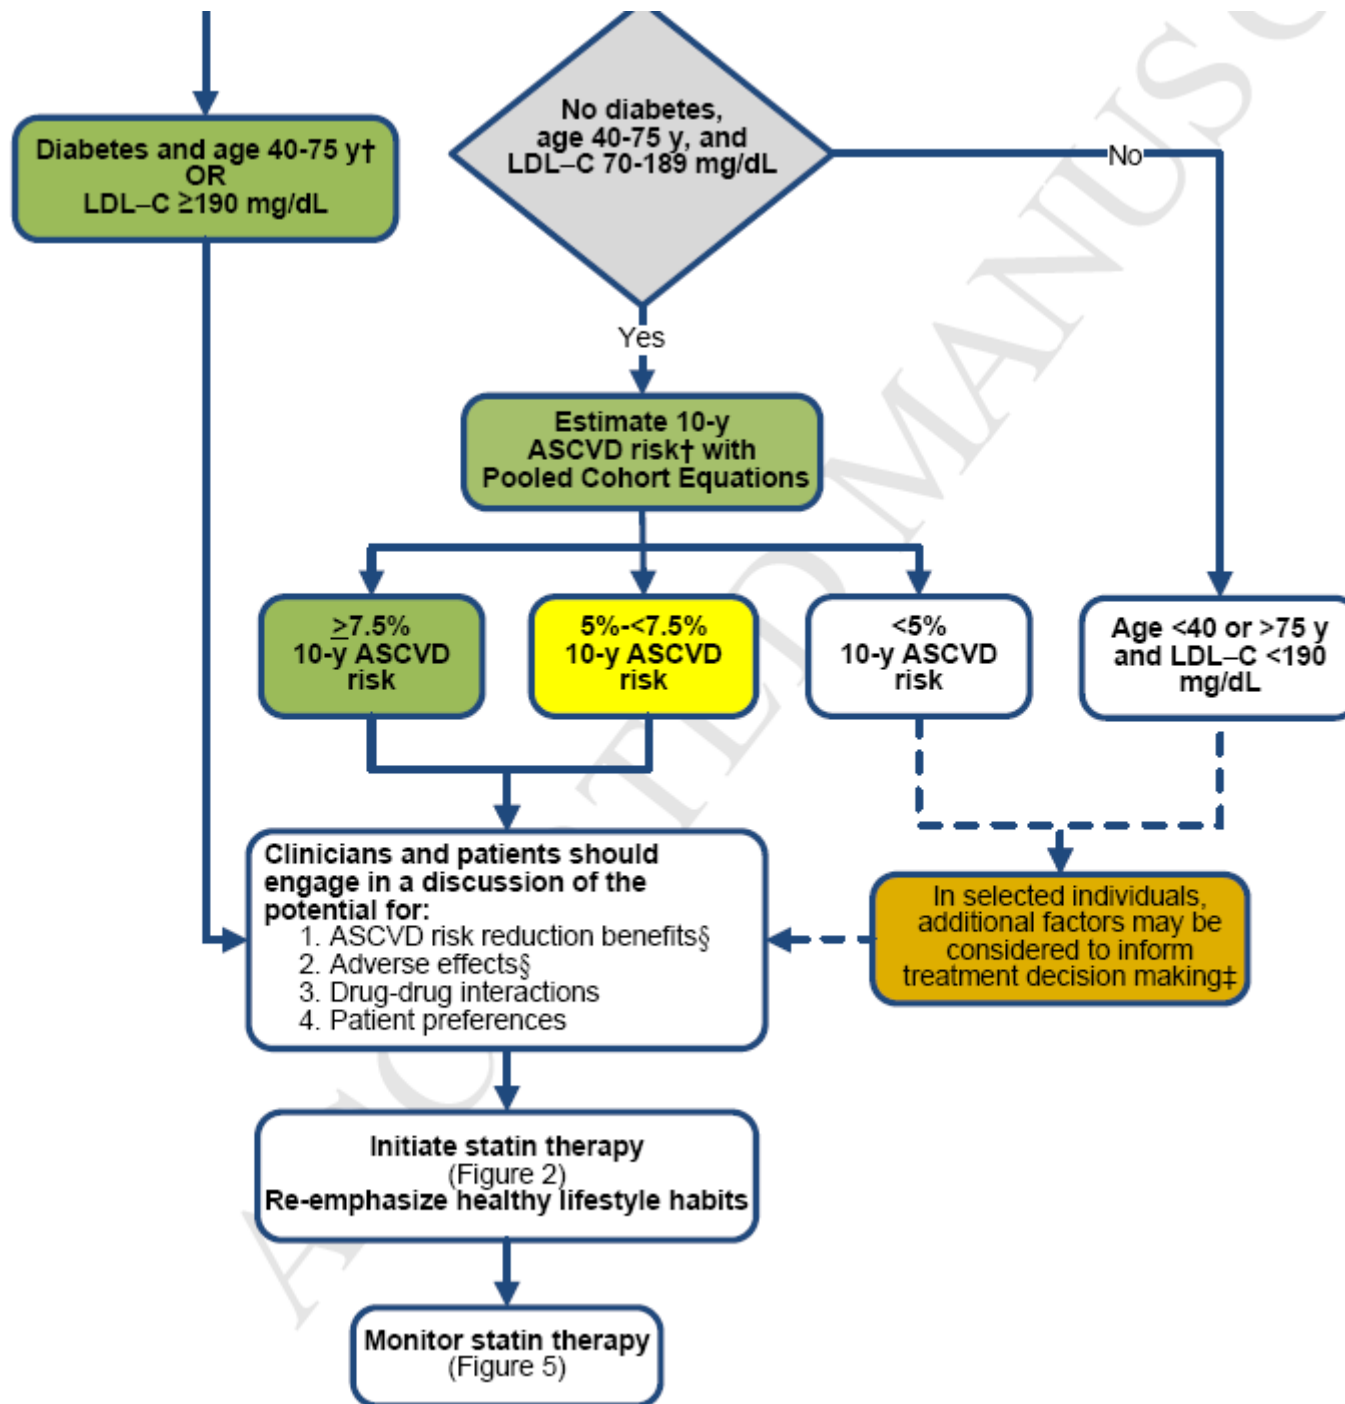 No diabetes,
age 40-75 y, and
LDL–C 70-189 mg/dL
No
Diabetes and age 40-75 y†
OR
LDL–C ≥190 mg/dL
Yes
Estimate 10-y
ASCVD risk† with
Pooled Cohort Equations
≥7.5%
10-y ASCVD
risk
5%-<7.5%
10-y ASCVD
risk
<5%
10-y ASCVD
risk
Age <40 or >75 y
and LDL–C <190
mg/dL
Clinicians and patients should
engage in a discussion of the
potential for:
1. ASCVD risk reduction benefits§
2. Adverse effects§
3. Drug-drug interactions
4. Patient preferences
In selected individuals,
additional factors may be
considered to inform
treatment decision making‡
Initiate statin therapy
(Figure 2)
Re-emphasize healthy lifestyle habits
Monitor statin therapy
(Figure 5)